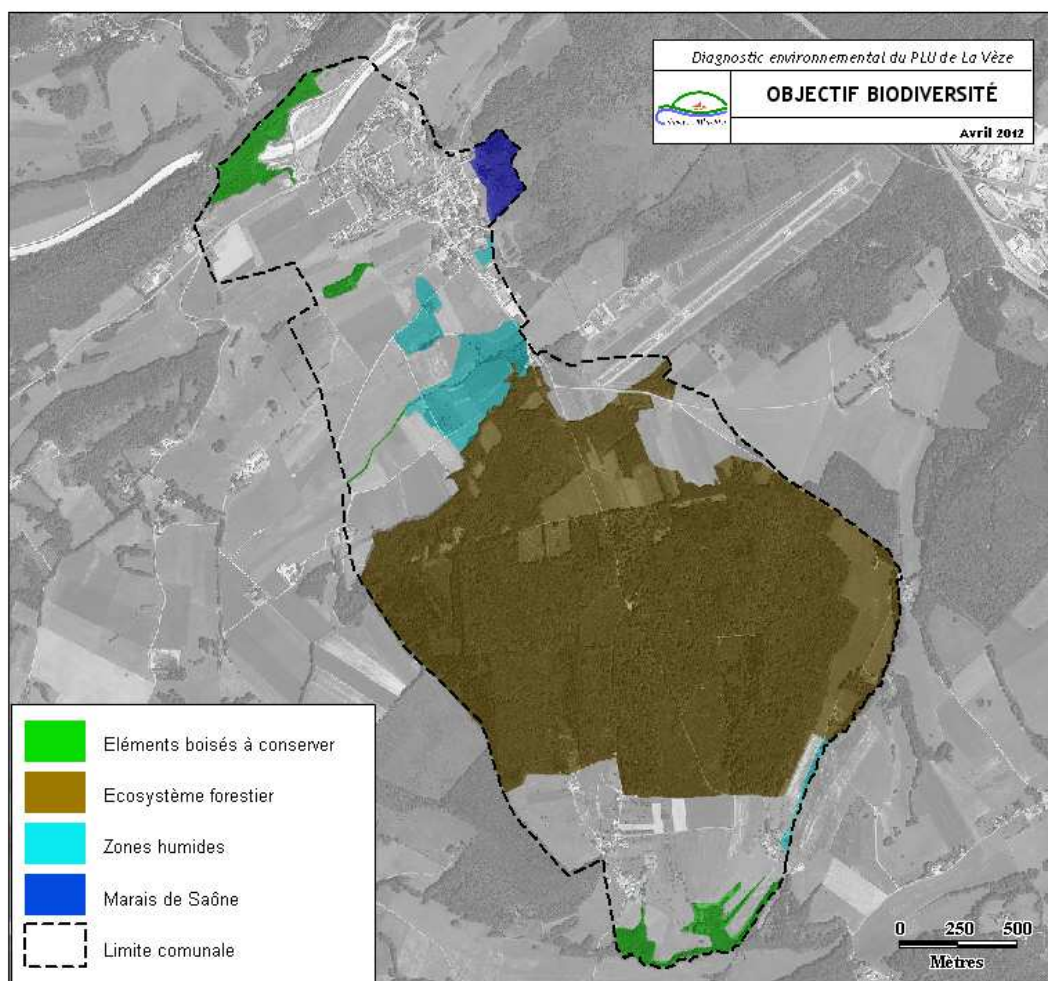 Diagnostic environnemental du PLU de La Vèze
OBJECTIF BIODIVERSITÉ
Avril 2012
Eléments boisés à conserver
Ecosystème forestier
Zones humides
Marais de Saône
Limite comunale
0 250 500
Mètres